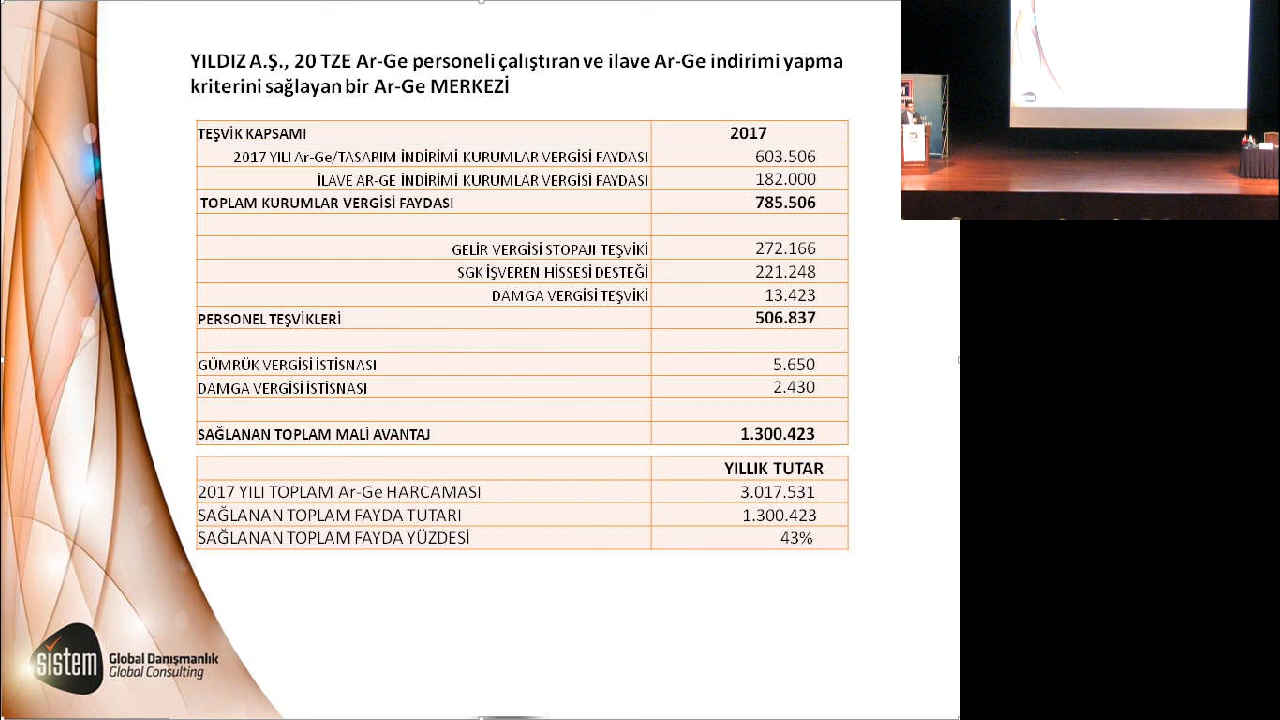 YILDIZ A.Ş., 20 TZE Ar-Ge personeli çalıştıran ve ilave Ar-Ge indirimi yapma
kriterini sağlayan bir Ar-Ge MERKEZİ
TEŞVİK KAPSAMI 2017
2017 YILI Ar-Ge/TASARIM İNDİRİMİ KURUMLAR VERGİSİ FAYDASI 603.506
İLAVE AR-GE İNDİRİMİ KURUMLAR VERGİSİ FAYDASI 182.000
TOPLAM KURUMLAR VERGİSİ FAYDASI 785.506
GELİR VERGİSİ STOPAJI TEŞVİKİ 272.166
SGK İŞVEREN HİSSESİ DESTEĞİ 221.248
DAMGA VERGİSİ TEŞVİKİ 13.423
PERSONEL TEŞVİKLERİ 506.837
GÜMRÜK VERGİSİ İSTİSNASI 5.650
DAMGA VERGİSİ İSTİSNASI 2.430
SAĞLANAN TOPLAM MALİ AVANTAJ 1.300.423
YILLIK TUTAR
2017 YILI TOPLAM Ar-Ge HARCAMASI 3.017.531
SAĞLANAN TOPLAM FAYDA TUTARI 1.300.423
SAĞLANAN TOPLAM FAYDA YÜZDESİ 43%
sistem Global Danışmanlık
Global Consulting